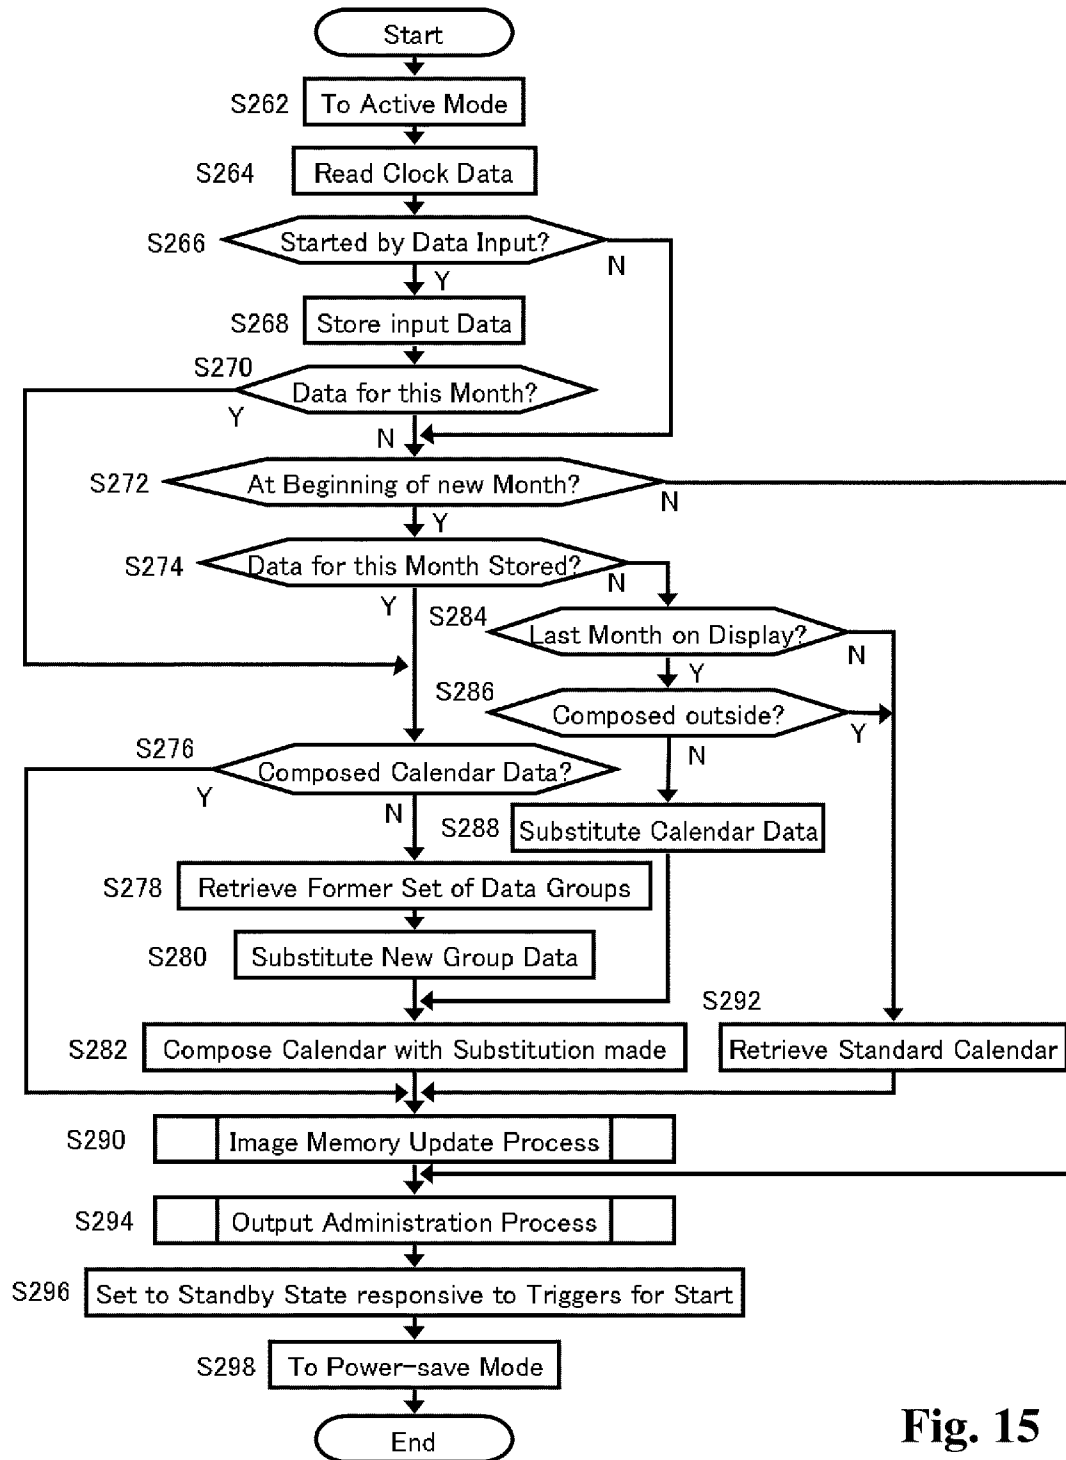 Start
S262 To Active Mode
S264 Read Clock Data
S266 Started by Data Input?
N
Y
S268 Store input Data
S270
Data for this Month?
Y
N
S272 At Beginning of new Month?
N
Y
S274 Data for this Month Stored?
N
Y
S284
Last Month on Display?
N
Y
S286
Composed outside?
Y
N
S276
Composed Calendar Data?
Y
N
S288 Substitute Calendar Data
S278 Retrieve Former Set of Data Groups
S280 Substitute New Group Data
S292
S282 Compose Calendar with Substitution made
Retrieve Standard Calendar
S290 Image Memory Update Process
S294 Output Administration Process
S296 Set to Standby State responsive to Triggers for Start
S298 To Power-save Mode
End
Fig. 15